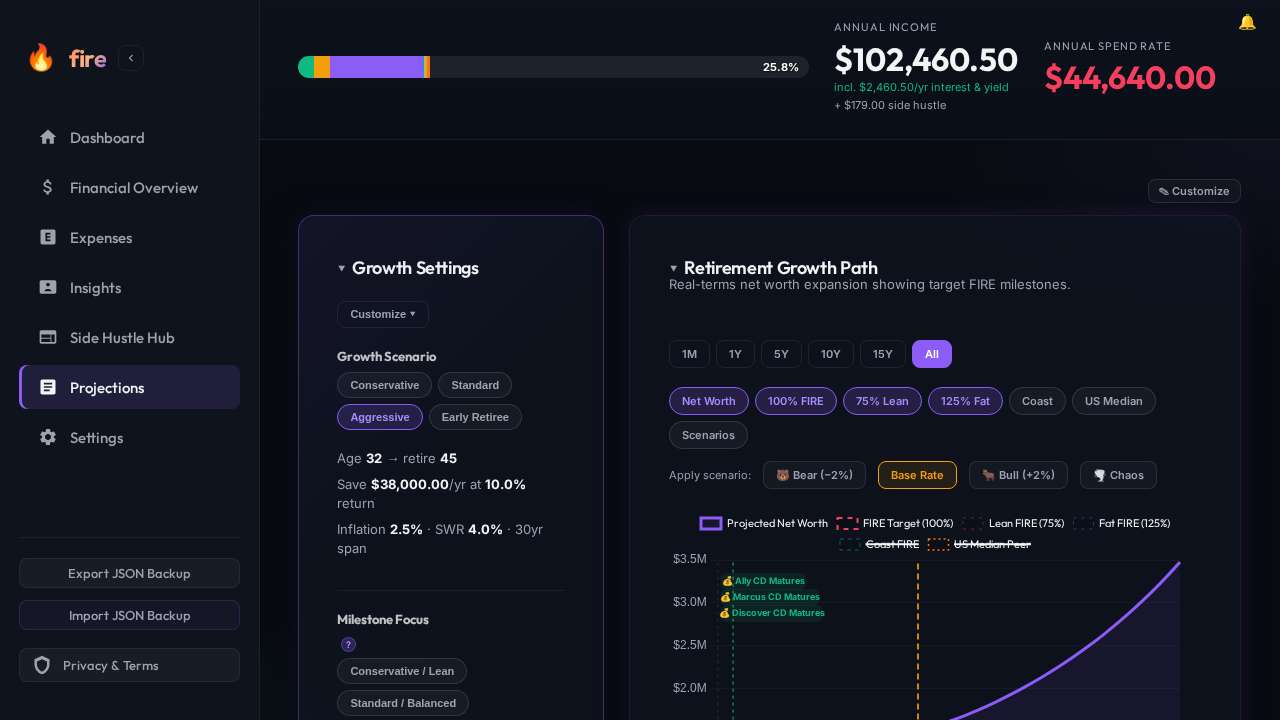 fire
Dashboard
Financial Overview
Expenses
Insights
Side Hustle Hub
Projections
Settings
Export JSON Backup
Import JSON Backup
Privacy & Terms
25.8%
ANNUAL INCOME
$102,460.50
incl. $2,460.50/yr interest & yield
+ $179.00 side hustle
ANNUAL SPEND RATE
$44,640.00
Customize
Growth Settings
Customize
Growth Scenario
Conservative
Standard
Aggressive
Early Retiree
Age 32 → retire 45
Save $38,000.00/yr at 10.0%
return
Inflation 2.5% · SWR 4.0% · 30yr
span
Milestone Focus
?
Conservative / Lean
Standard / Balanced
Retirement Growth Path
Real-terms net worth expansion showing target FIRE milestones.
1M 1Y 5Y 10Y 15Y All
Net Worth 100% FIRE 75% Lean 125% Fat Coast US Median
Scenarios
Apply scenario: Bear (−2%) Base Rate Bull (+2%) Chaos
Projected Net Worth FIRE Target (100%) Lean FIRE (75%) Fat FIRE (125%)
Coast FIRE US Median Peer
$3.5M
Ally CD Matures
Marcus CD Matures
$3.0M
Discover CD Matures
$2.5M
$2.0M